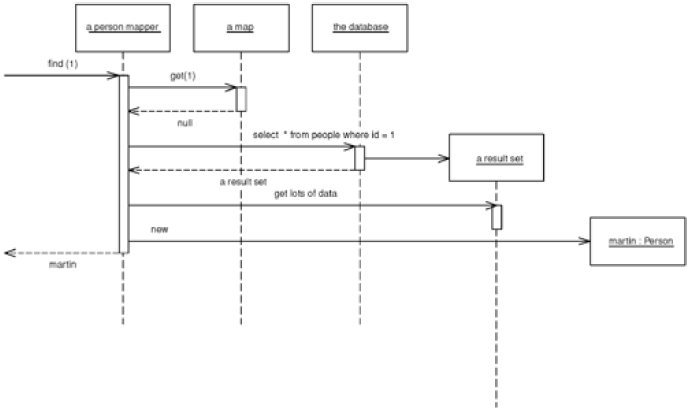 a person mapper
a map
the database
find (1)
get(1)
null
select * from people where id = 1
a result set
a result set
get lots of data
new
martin : Person
martin